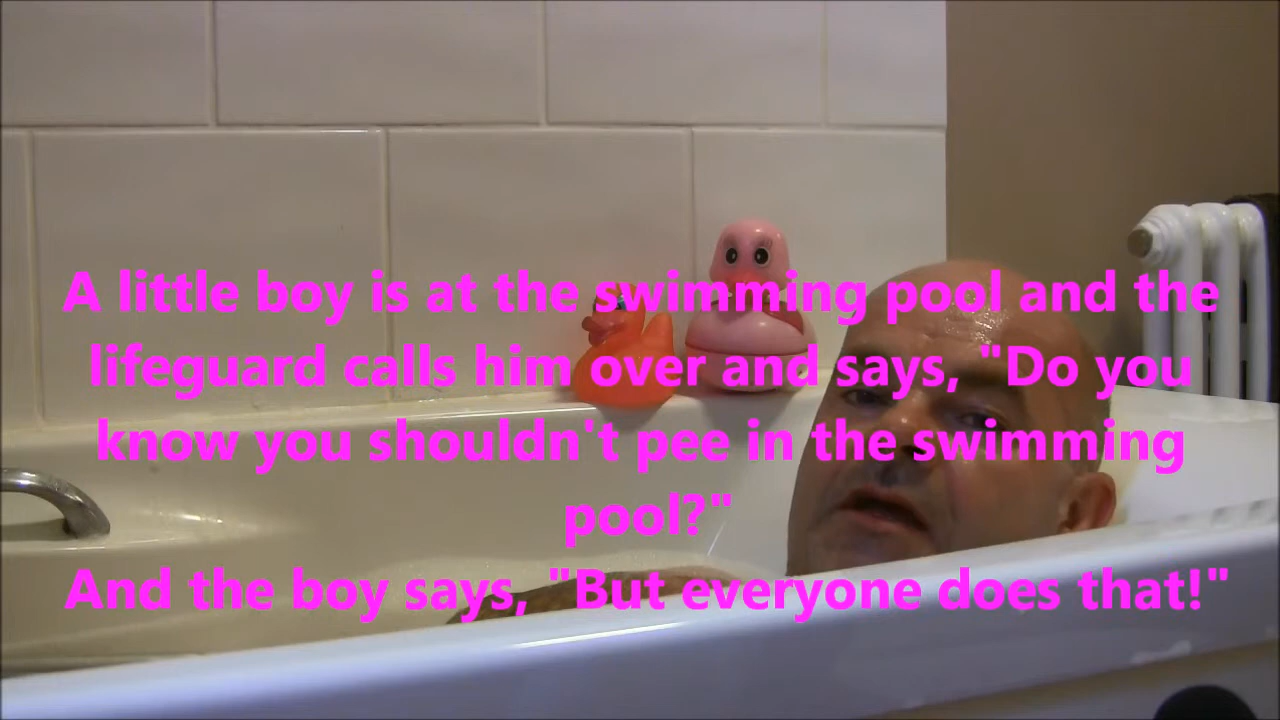 A little boy is at the swimming pool and the
lifeguard calls him over and says, "Do you
know you shouldn't pee in the swimming
pool?"
And the boy says, "But everyone does that!"